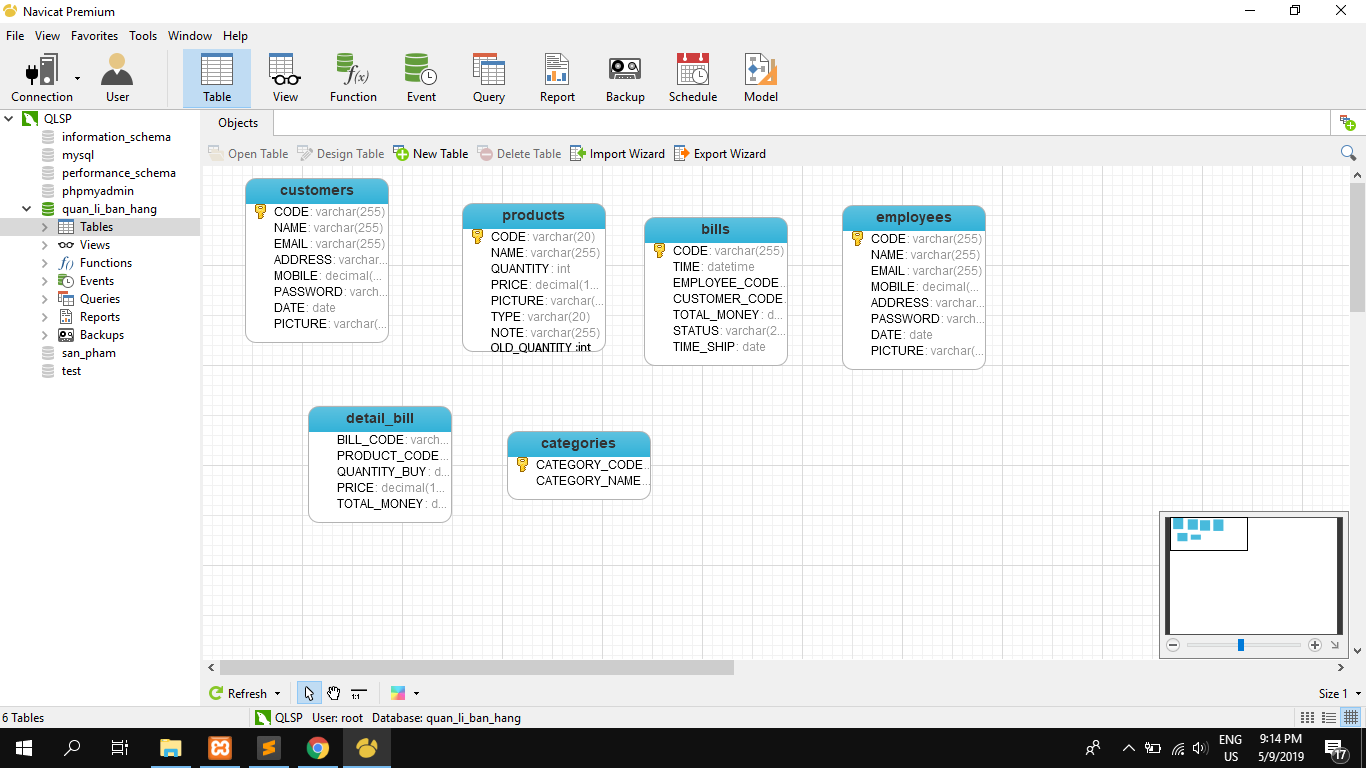 Navicat Premium
File View Favorites Tools Window Help
Connection User Table View Function Event Query Report Backup Schedule Model
f(x)
QLSP
information_schema
mysql
performance_schema
phpmyadmin
quan_li_ban_hang
Tables
Views
f() Functions
Events
Queries
Reports
Backups
san_pham
test
Objects
Open Table Design Table New Table Delete Table Import Wizard Export Wizard
customers
CODE: varchar(255)
NAME: varchar(255)
EMAIL: varchar(255)
ADDRESS: varchar...
MOBILE: decimal(...
PASSWORD: varch...
DATE: date
PICTURE: varchar(...
products
CODE: varchar(20)
NAME: varchar(255)
QUANTITY: int
PRICE: decimal(1...
PICTURE: varchar(...
TYPE: varchar(20)
NOTE: varchar(255)
OLD_QUANTITY :int
bills
CODE: varchar(255)
TIME: datetime
EMPLOYEE_CODE...
CUSTOMER_CODE...
TOTAL_MONEY: d...
STATUS: varchar(2...
TIME_SHIP: date
employees
CODE: varchar(255)
NAME: varchar(255)
EMAIL: varchar(255)
MOBILE: decimal(...
ADDRESS: varchar...
PASSWORD: varch...
DATE: date
PICTURE: varchar(...
detail_bill
BILL_CODE: varch...
PRODUCT_CODE...
QUANTITY_BUY: d...
PRICE: decimal(1...
TOTAL_MONEY: d...
categories
CATEGORY_CODE...
CATEGORY_NAME...
Refresh 1:1 Size 1
6 Tables QLSP User: root Database: quan_li_ban_hang
ENG 9:14 PM
US 5/9/2019
17